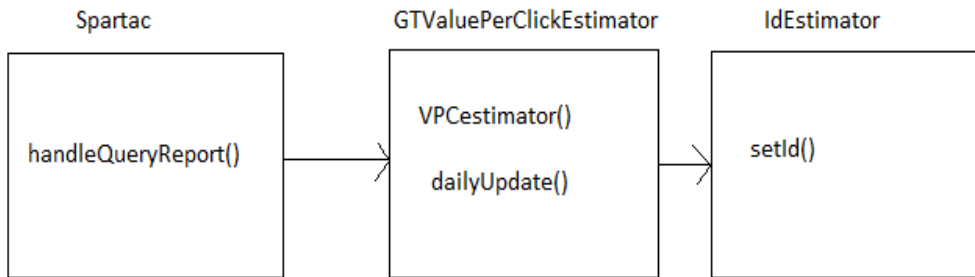 Spartac
GTValuePerClickEstimator
IdEstimator
handleQueryReport()
VPCestimator()
dailyUpdate()
setId()